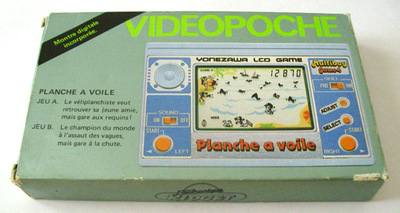 Montre digitale
incorporée.
VIDEOPOCHE
YONEZAWA LCD GAME
12870
PLANCHE A VOILE
JEU A. Le véliplanchiste veut
retrouver sa jeune amie,
mais gare aux requins!
JEU B. Le champion du monde
à l'assaut des vagues,
mais gare à la chute.
SOUND
ON OFF
START
LEFT
ADJUST
SELECT
START
RIGHT
Planche a voile